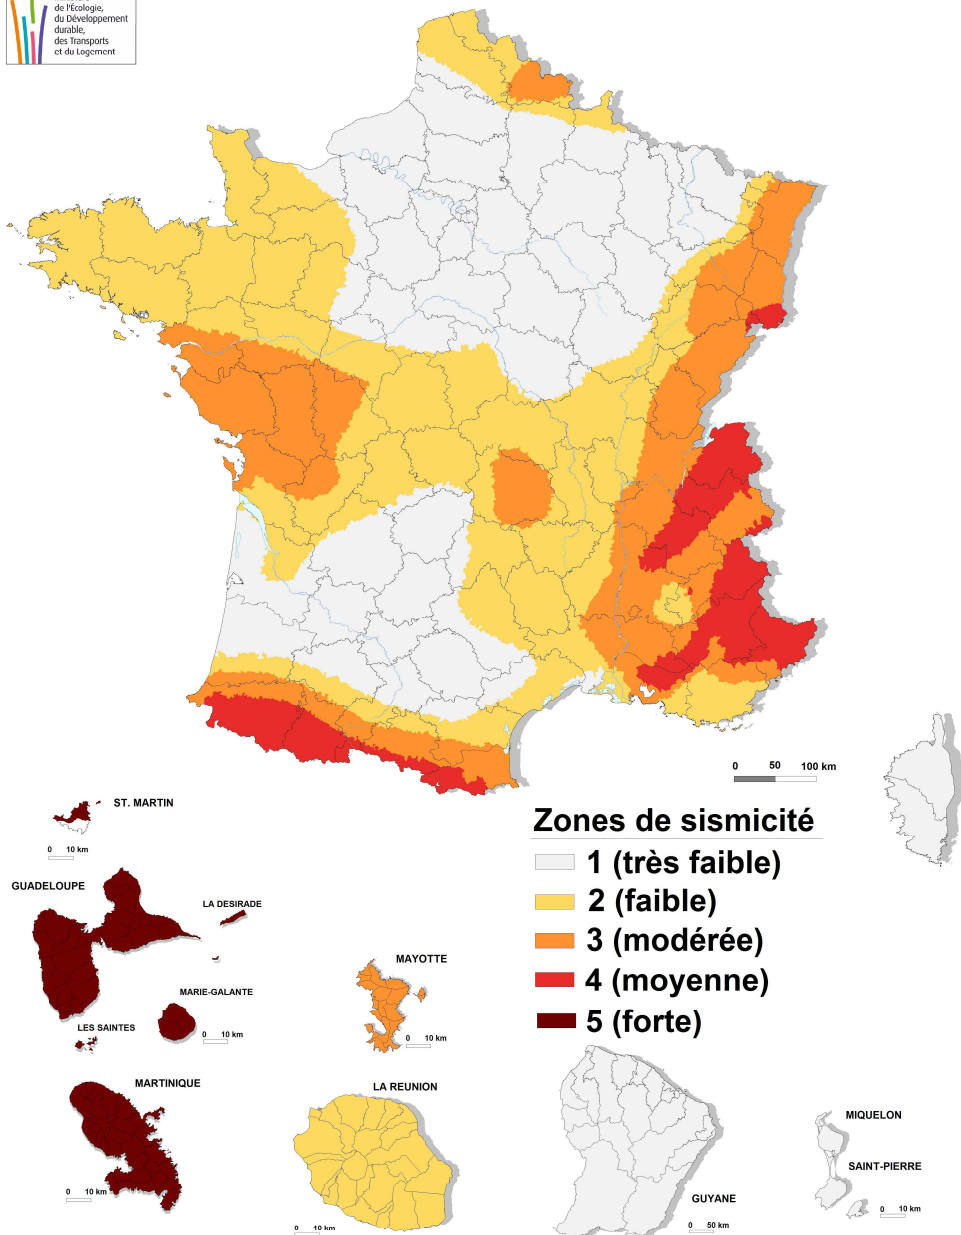 de l'Écologie,
du Développement
durable,
des Transports
et du Logement
0 50 100 km
ST. MARTIN
0 10 km
Zones de sismicité
1 (très faible)
2 (faible)
3 (modérée)
4 (moyenne)
5 (forte)
GUADELOUPE
LA DESIRADE
MARIE-GALANTE
0 10 km
LES SAINTES
MAYOTTE
0 10 km
MARTINIQUE
0 10 km
LA REUNION
0 10 km
GUYANE
0 50 km
MIQUELON
SAINT-PIERRE
0 10 km